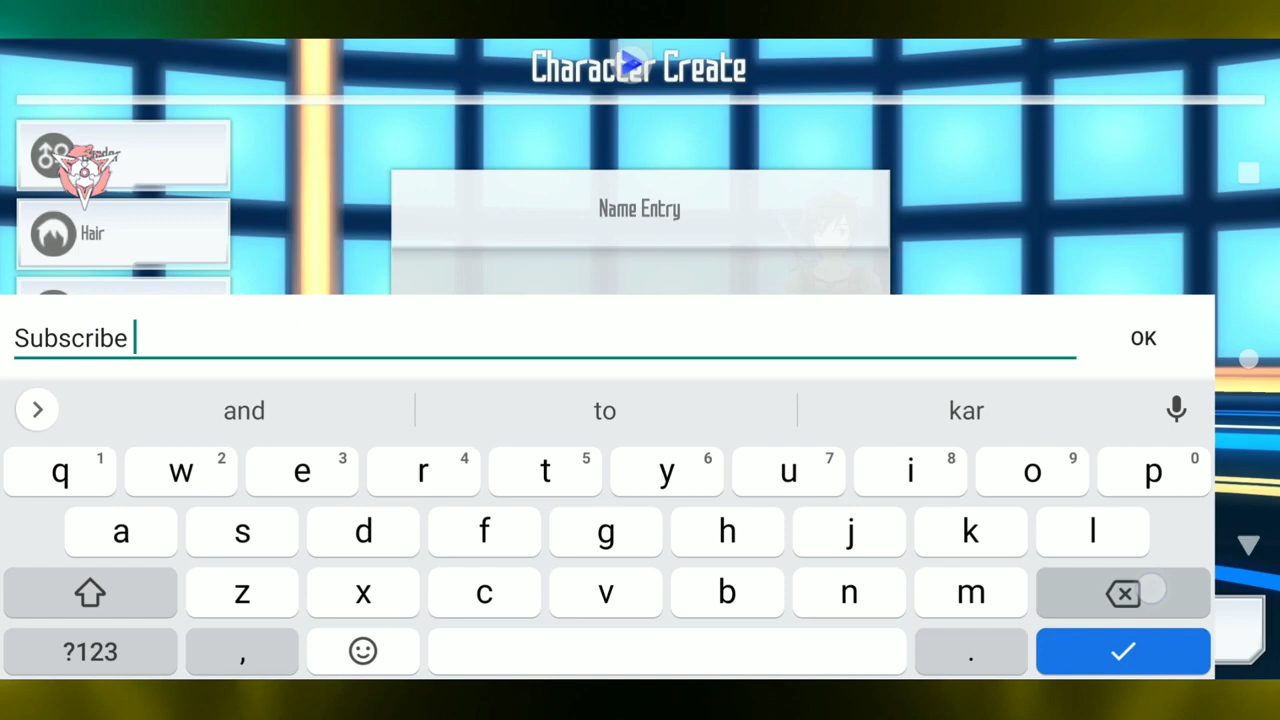 Character Create
Gender
Hair
Name Entry
Subscribe
OK
and to kar
q 1 w 2 e 3 r 4 t 5 y 6 u 7 i 8 o 9 p 0
a s d f g h j k l
z x c v b n m
?123 , .